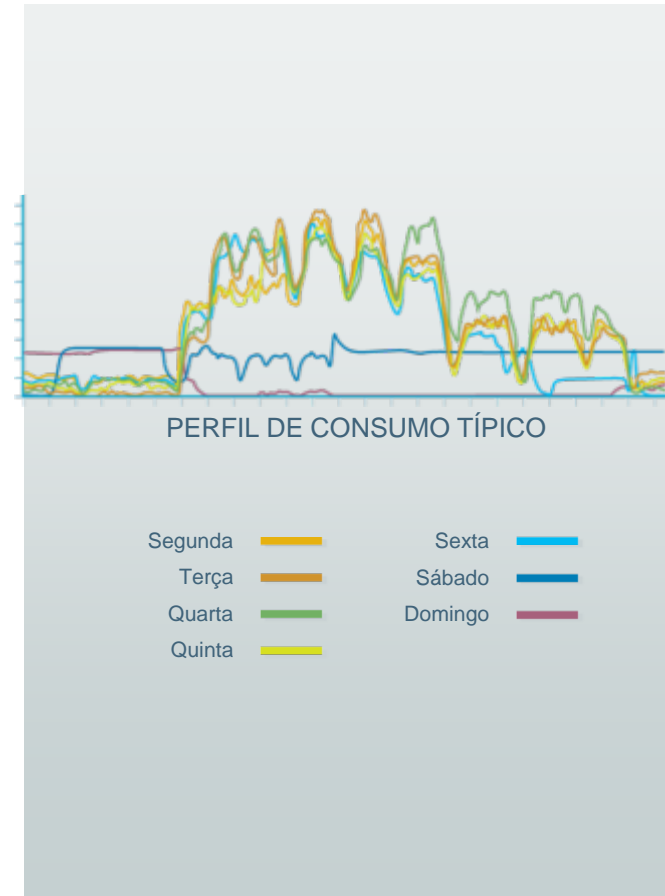 PERFIL DE CONSUMO TÍPICO
Segunda
Terça
Quarta
Quinta
Sexta
Sábado
Domingo